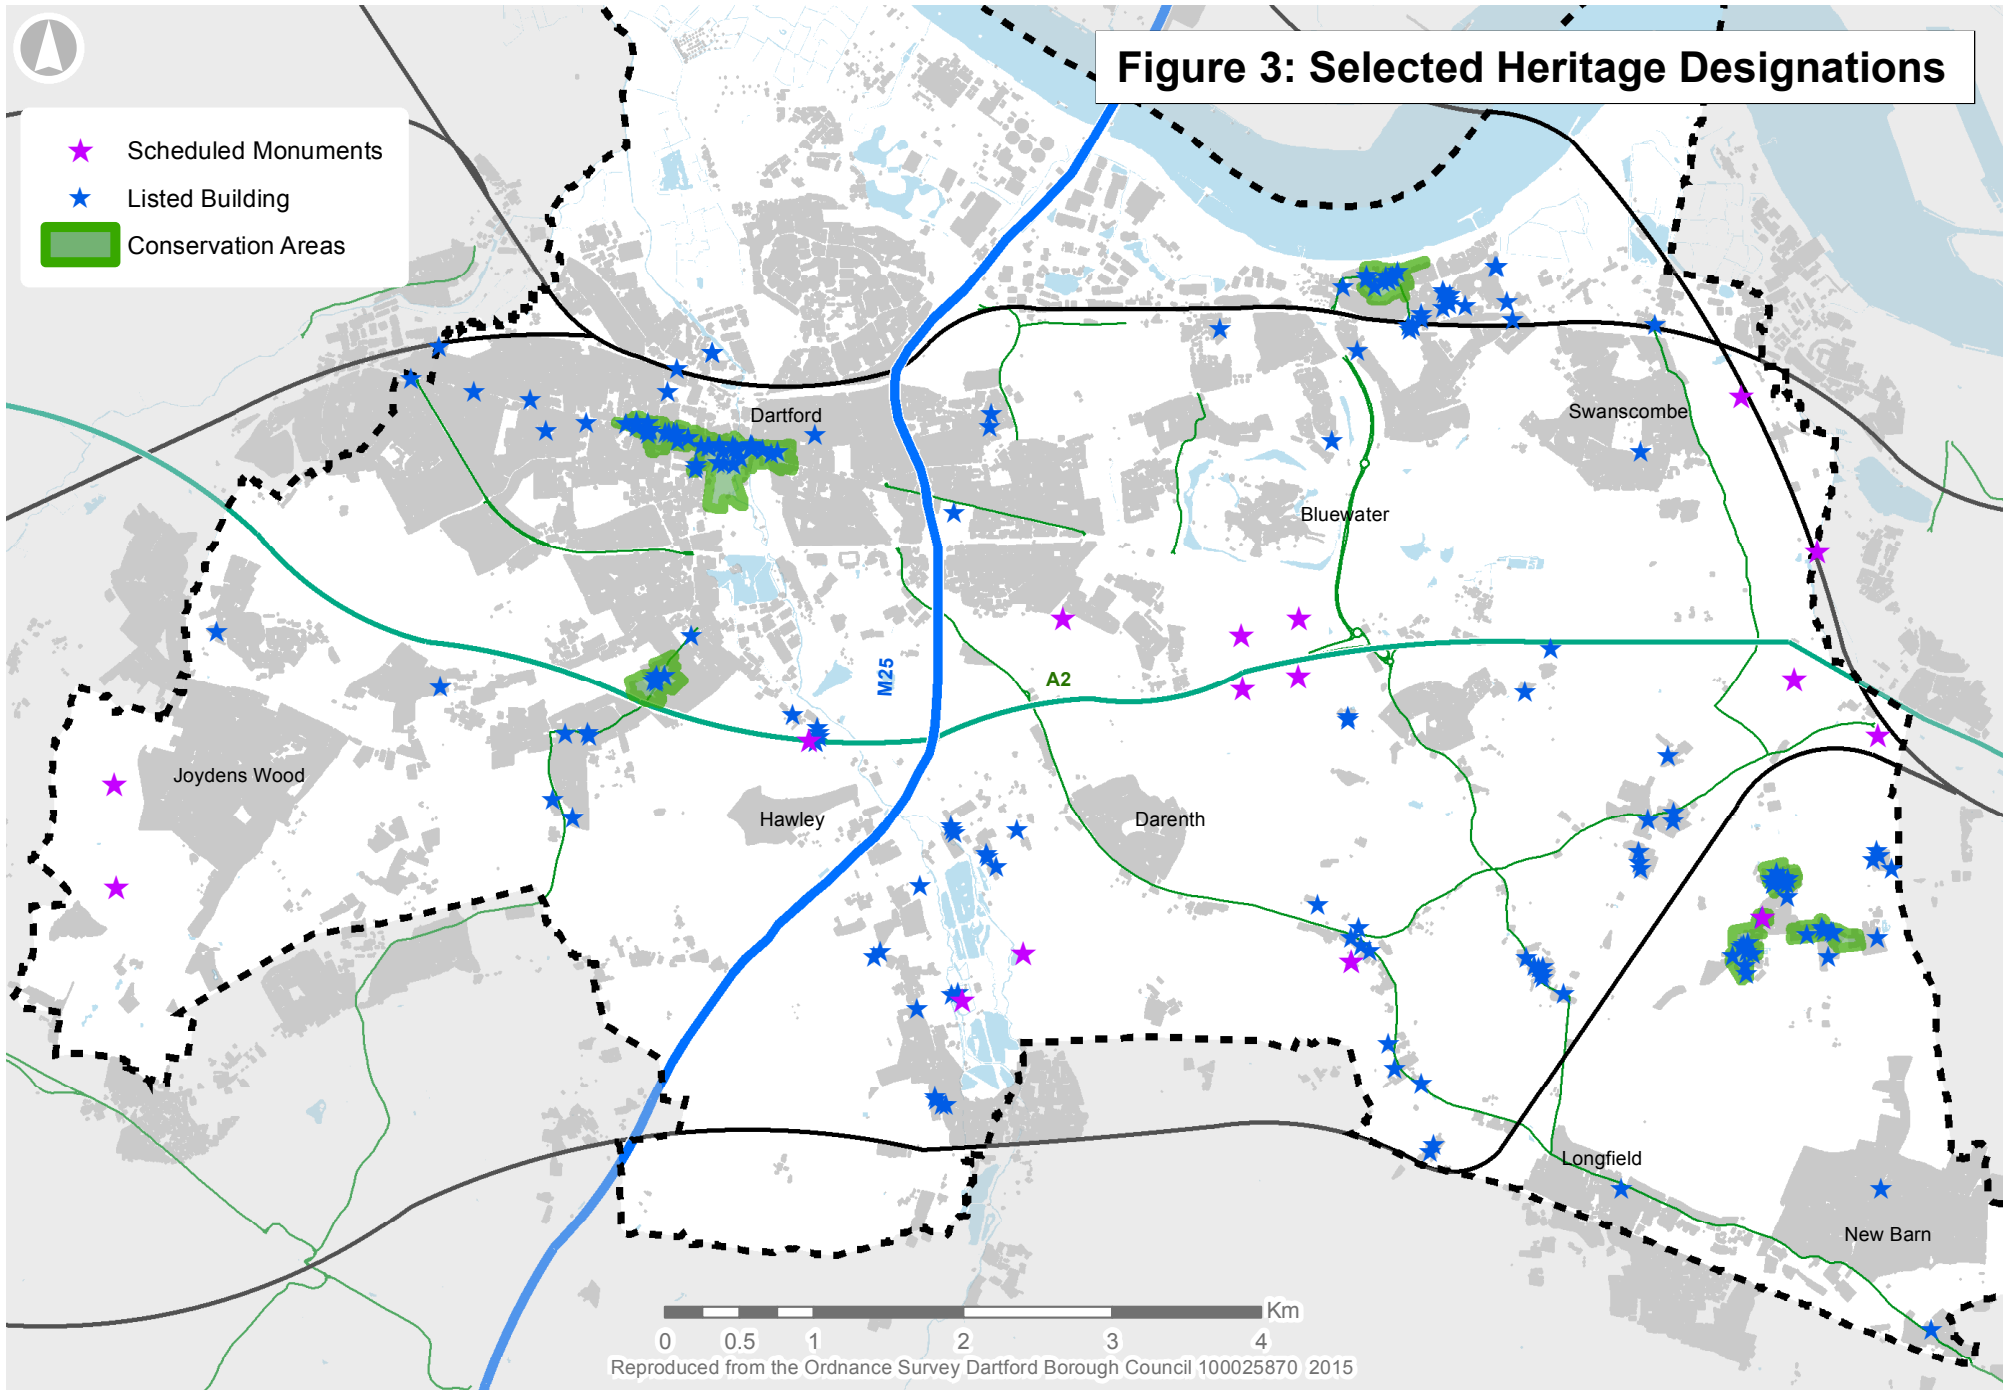 Figure 3: Selected Heritage Designations
Scheduled Monuments
Listed Building
Conservation Areas
Dartford
Swanscombe
Bluewater
M25
A2
Joydens Wood
Hawley
Darenth
Longfield
New Barn
Km
0 0.5 1 2 3 4
Reproduced from the Ordnance Survey Dartford Borough Council 100025870 2015